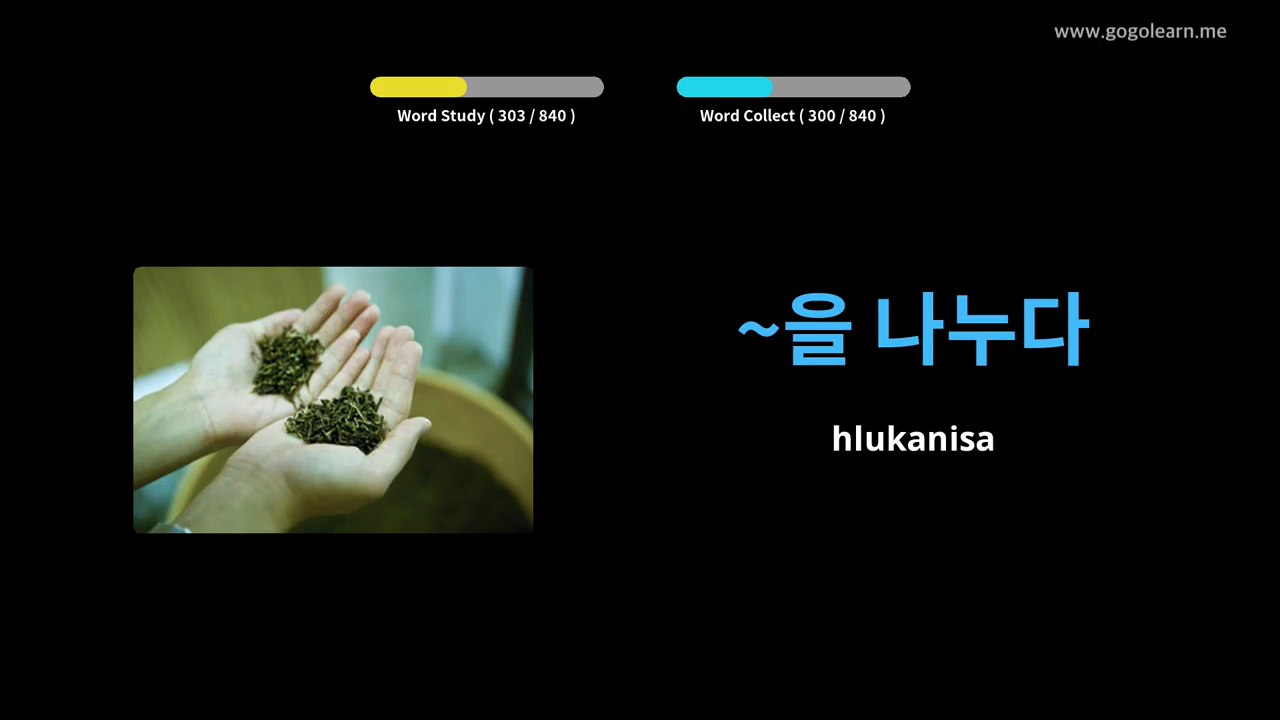 www.gogolearn.me
Word Study ( 303 / 840 )
Word Collect ( 300 / 840 )
~을 나누다
hlukanisa